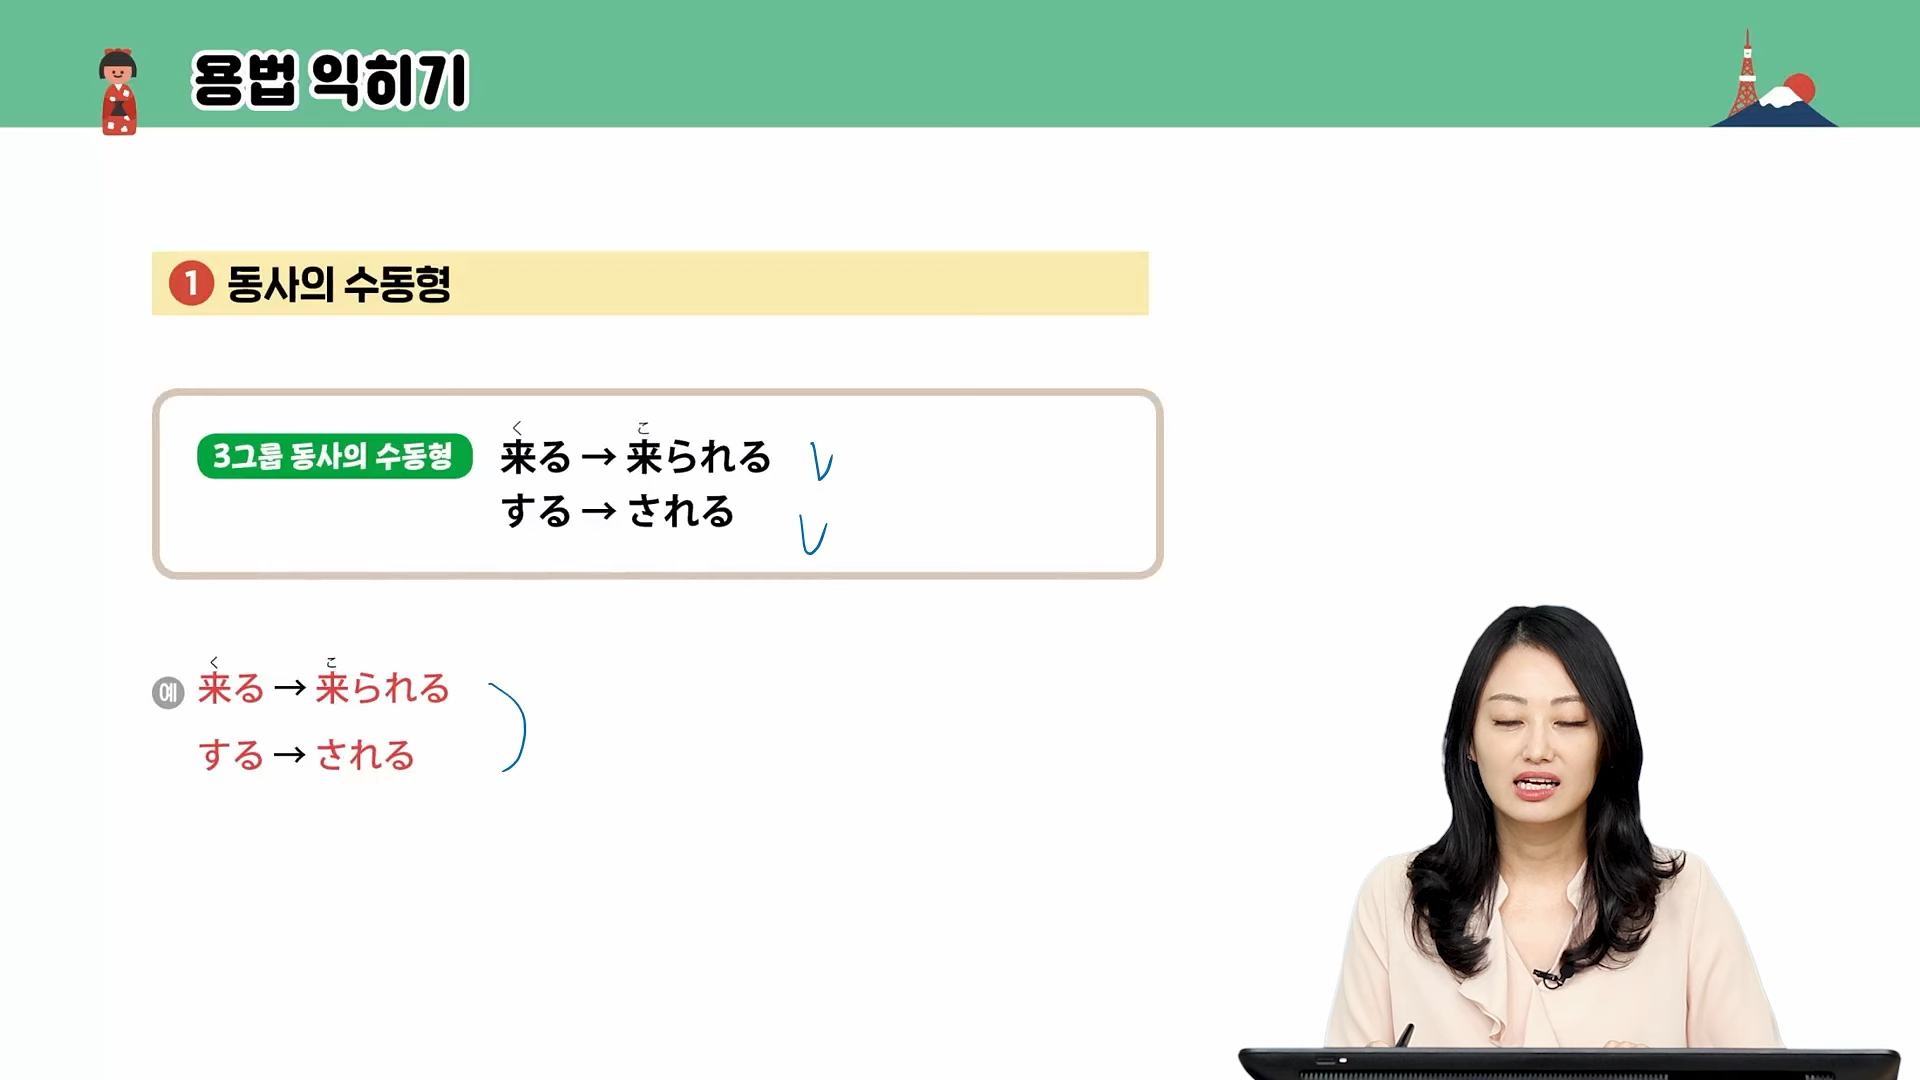 용법 익히기
1 동사의 수동형
く こ
3그룹 동사의 수동형 来る → 来られる
する → される
く こ
예 来る → 来られる
する → される